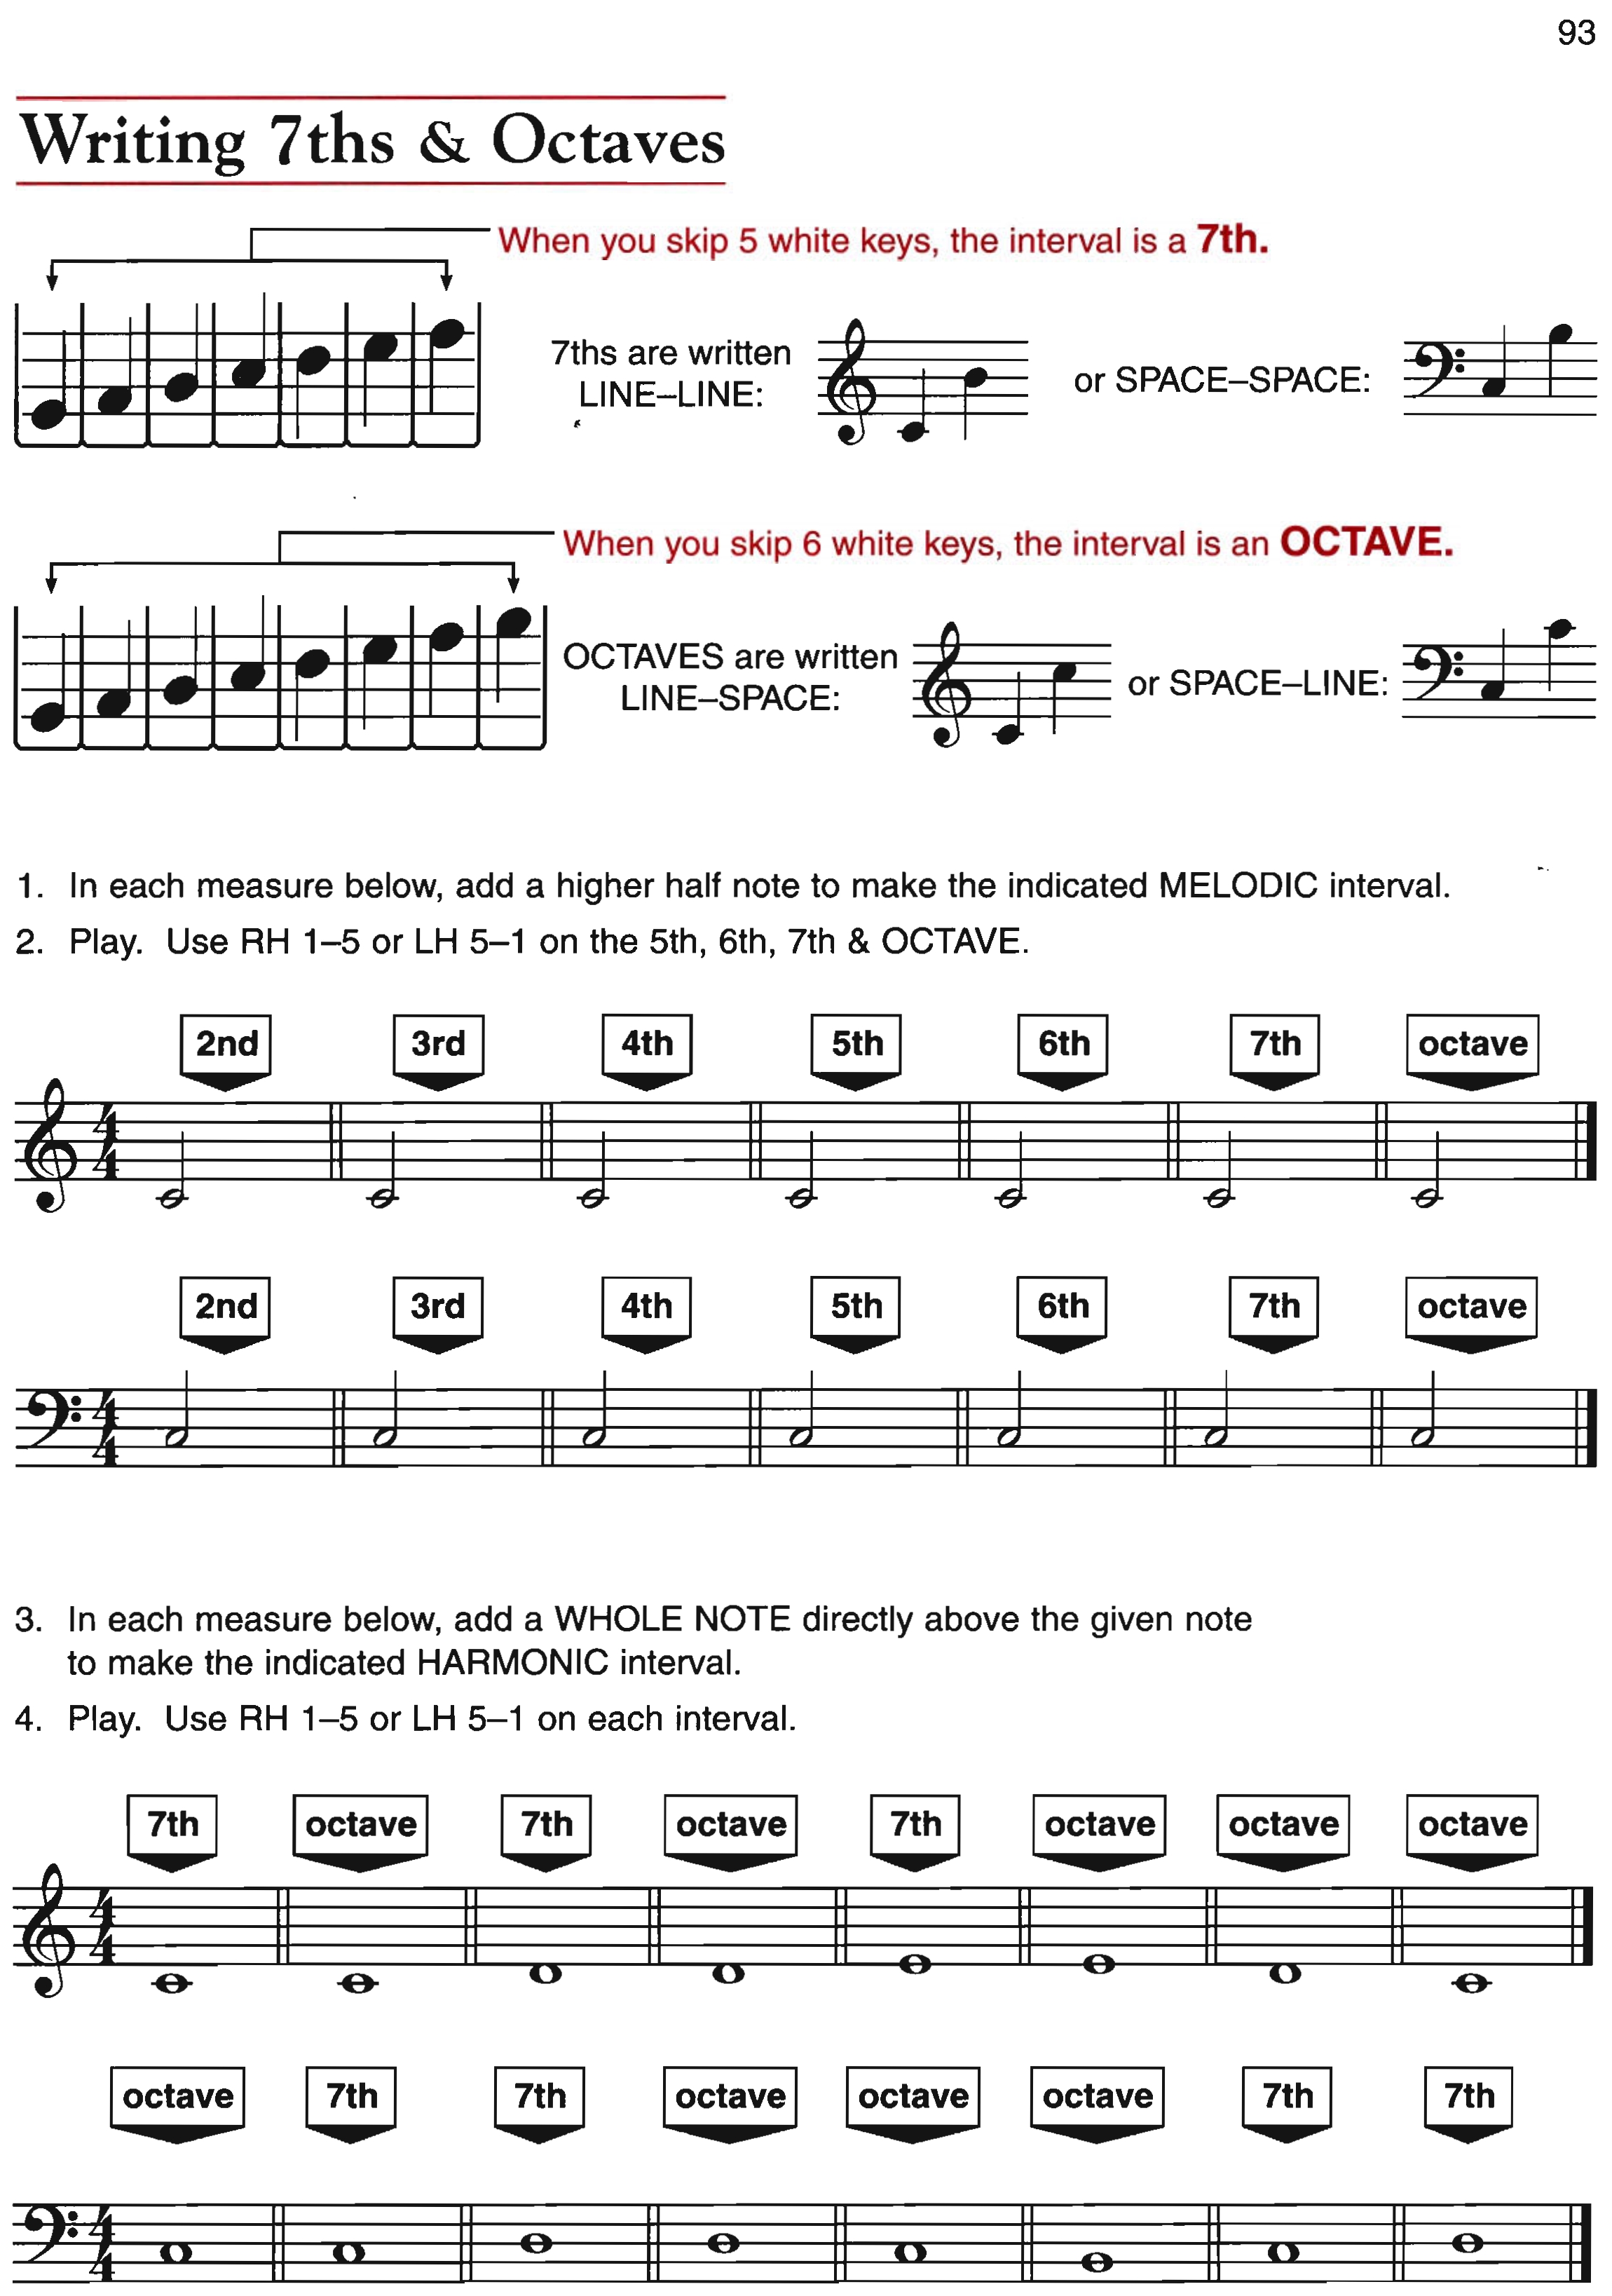 93
Writing 7ths & Octaves
When you skip 5 white keys, the interval is a 7th.
7ths are written
LINE–LINE:
or SPACE–SPACE:
When you skip 6 white keys, the interval is an OCTAVE.
OCTAVES are written
LINE–SPACE:
or SPACE–LINE:
1. In each measure below, add a higher half note to make the indicated MELODIC interval.
2. Play. Use RH 1–5 or LH 5–1 on the 5th, 6th, 7th & OCTAVE.
2nd 3rd 4th 5th 6th 7th octave
4
4
2nd 3rd 4th 5th 6th 7th octave
4
4
3. In each measure below, add a WHOLE NOTE directly above the given note
to make the indicated HARMONIC interval.
4. Play. Use RH 1–5 or LH 5–1 on each interval.
7th octave 7th octave 7th octave octave octave
4
4
octave 7th 7th octave octave octave 7th 7th
4
4